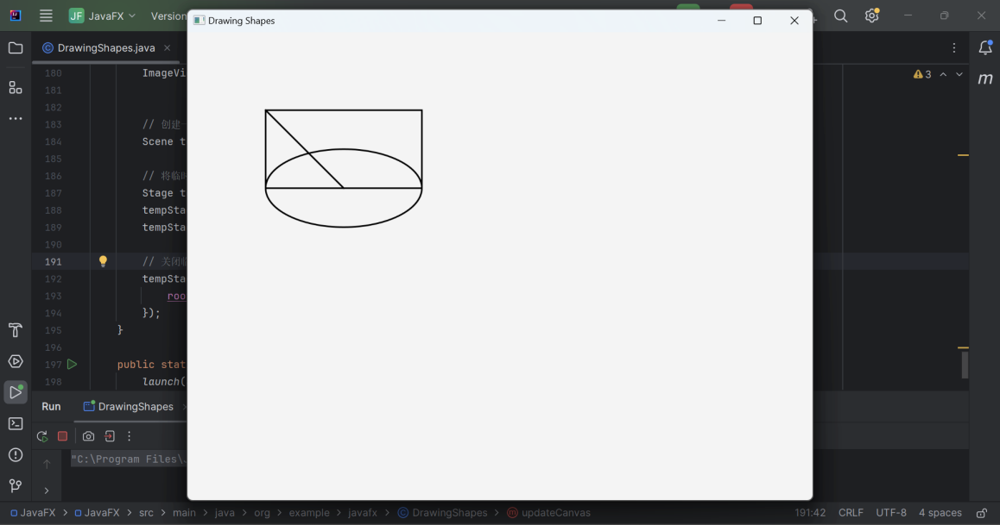 JF JavaFX Version
Drawing Shapes
DrawingShapes.java
3
180 ImageVi
181
182
183 // 创建
184 Scene t
185
186 // 将临时
187 Stage t
188 tempSta
189 tempSta
190
191 // 关闭临
192 tempSta
193 roo
194 });
195 }
196
197 public stat
198 launch(
m
Run DrawingShapes
"C:\Program Files\
JavaFX > JavaFX > src > main > java > org > example > javafx > DrawingShapes > updateCanvas 191:42 CRLF UTF-8 4 spaces